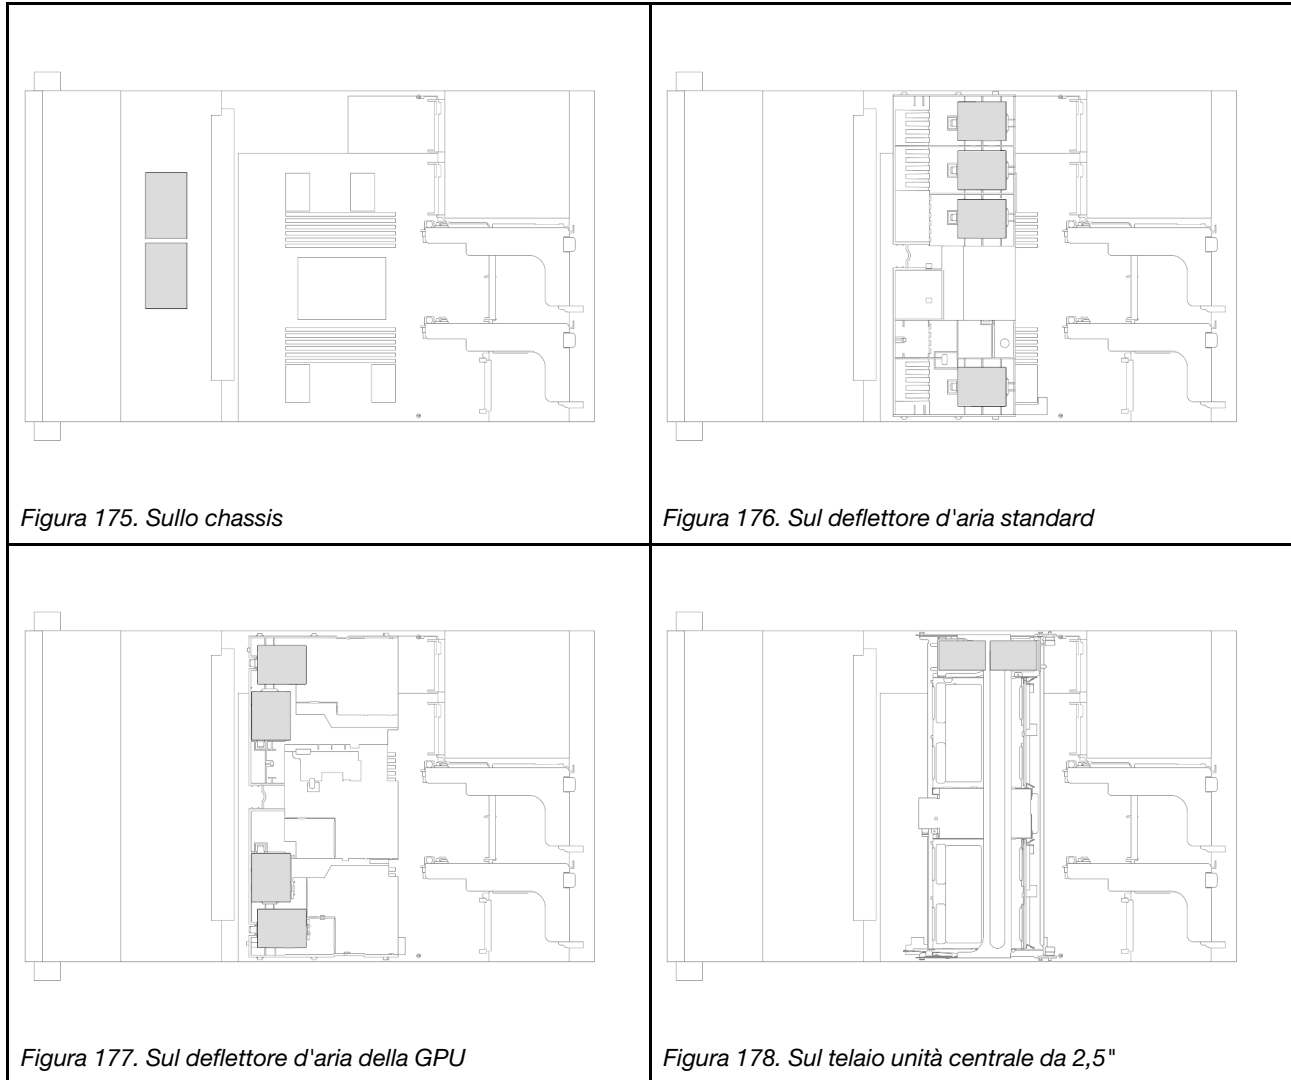 Figura 175. Sullo chassis
Figura 176. Sul deflettore d'aria standard
Figura 177. Sul deflettore d'aria della GPU
Figura 178. Sul telaio unità centrale da 2,5"